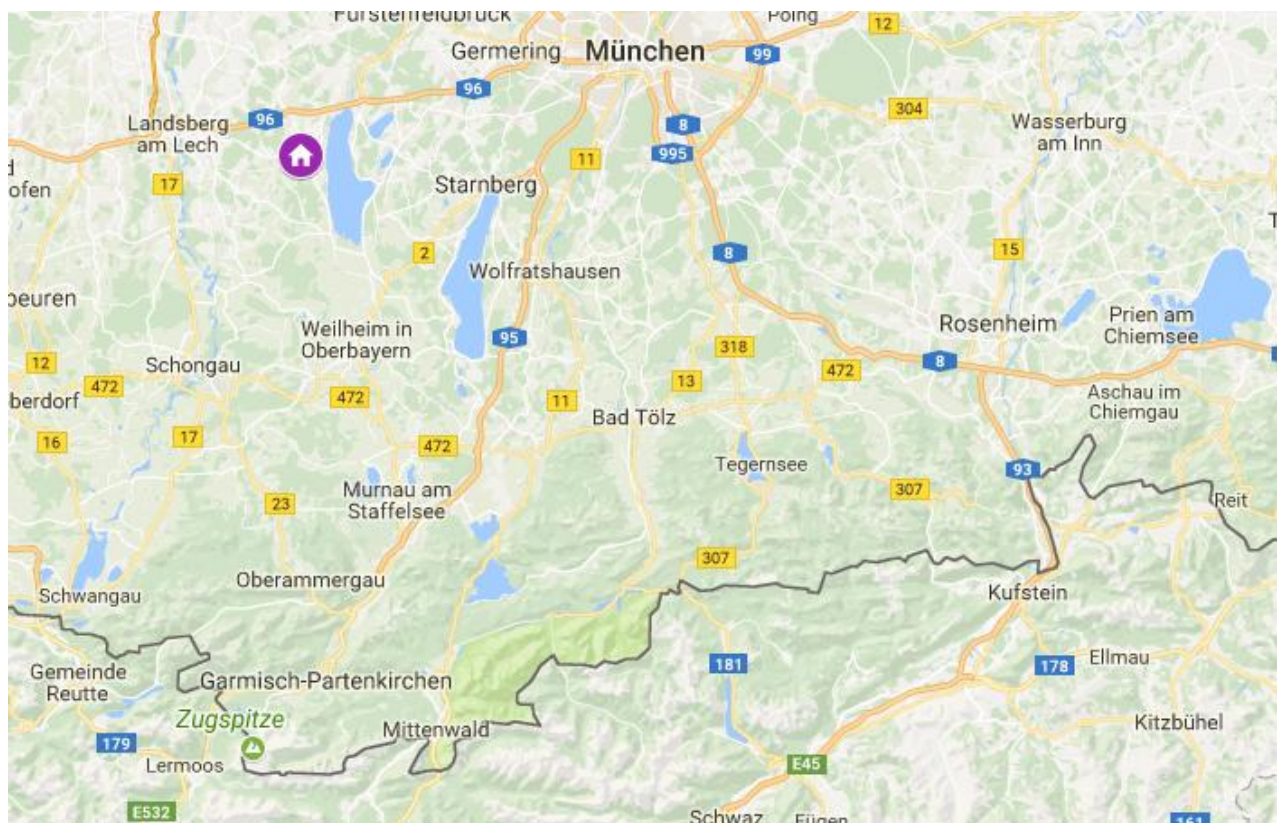 Fürstenfeldbruck
Poing
12
Germering
München
99
96
304
Landsberg
am Lech
96
8
Wasserburg
am Inn
995
11
ofen
17
Starnberg
2
8
15
Wolfratshausen
beuren
Weilheim in
Oberbayern
95
Rosenheim
Prien am
Chiemsee
318
12
Schongau
8
472
13
472
472
11
Aschau im
Chiemgau
berdorf
Bad Tölz
16
17
472
Tegernsee
93
307
Murnau am
Staffelsee
23
Reit
307
Oberammergau
Schwangau
Kufstein
181
178
Ellmau
Gemeinde
Reutte
Garmisch-Partenkirchen
Zugspitze
Mittenwald
Kitzbühel
179
Lermoos
E45
E532
Schwaz
Fügen
161